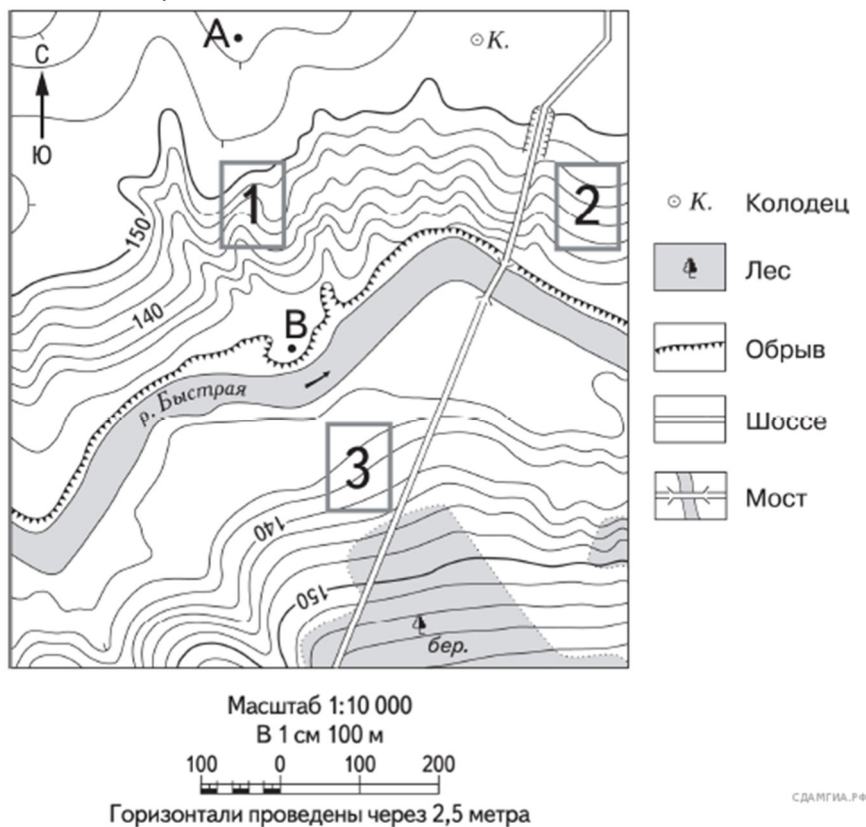 А
К.
С
Ю
1
2
150
К. Колодец
140
Лес
В
Обрыв
р. Быстрая
Шоссе
3
Мост
140
150
бер.
Масштаб 1:10 000
В 1 см 100 м
100 0 100 200
Горизонтали проведены через 2,5 метра
СДАМГИА.РФ